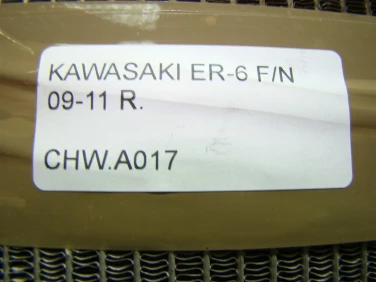 KAWASAKI ER-6 F/N
09-11 R.
CHW.A017